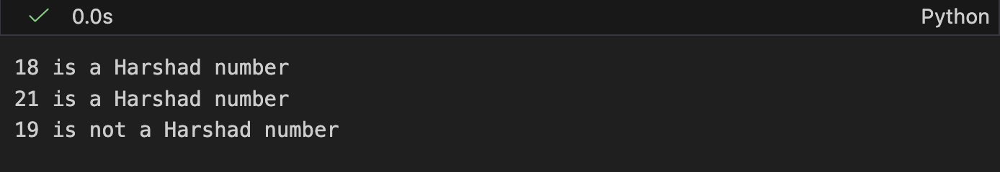 0.0s Python
18 is a Harshad number
21 is a Harshad number
19 is not a Harshad number